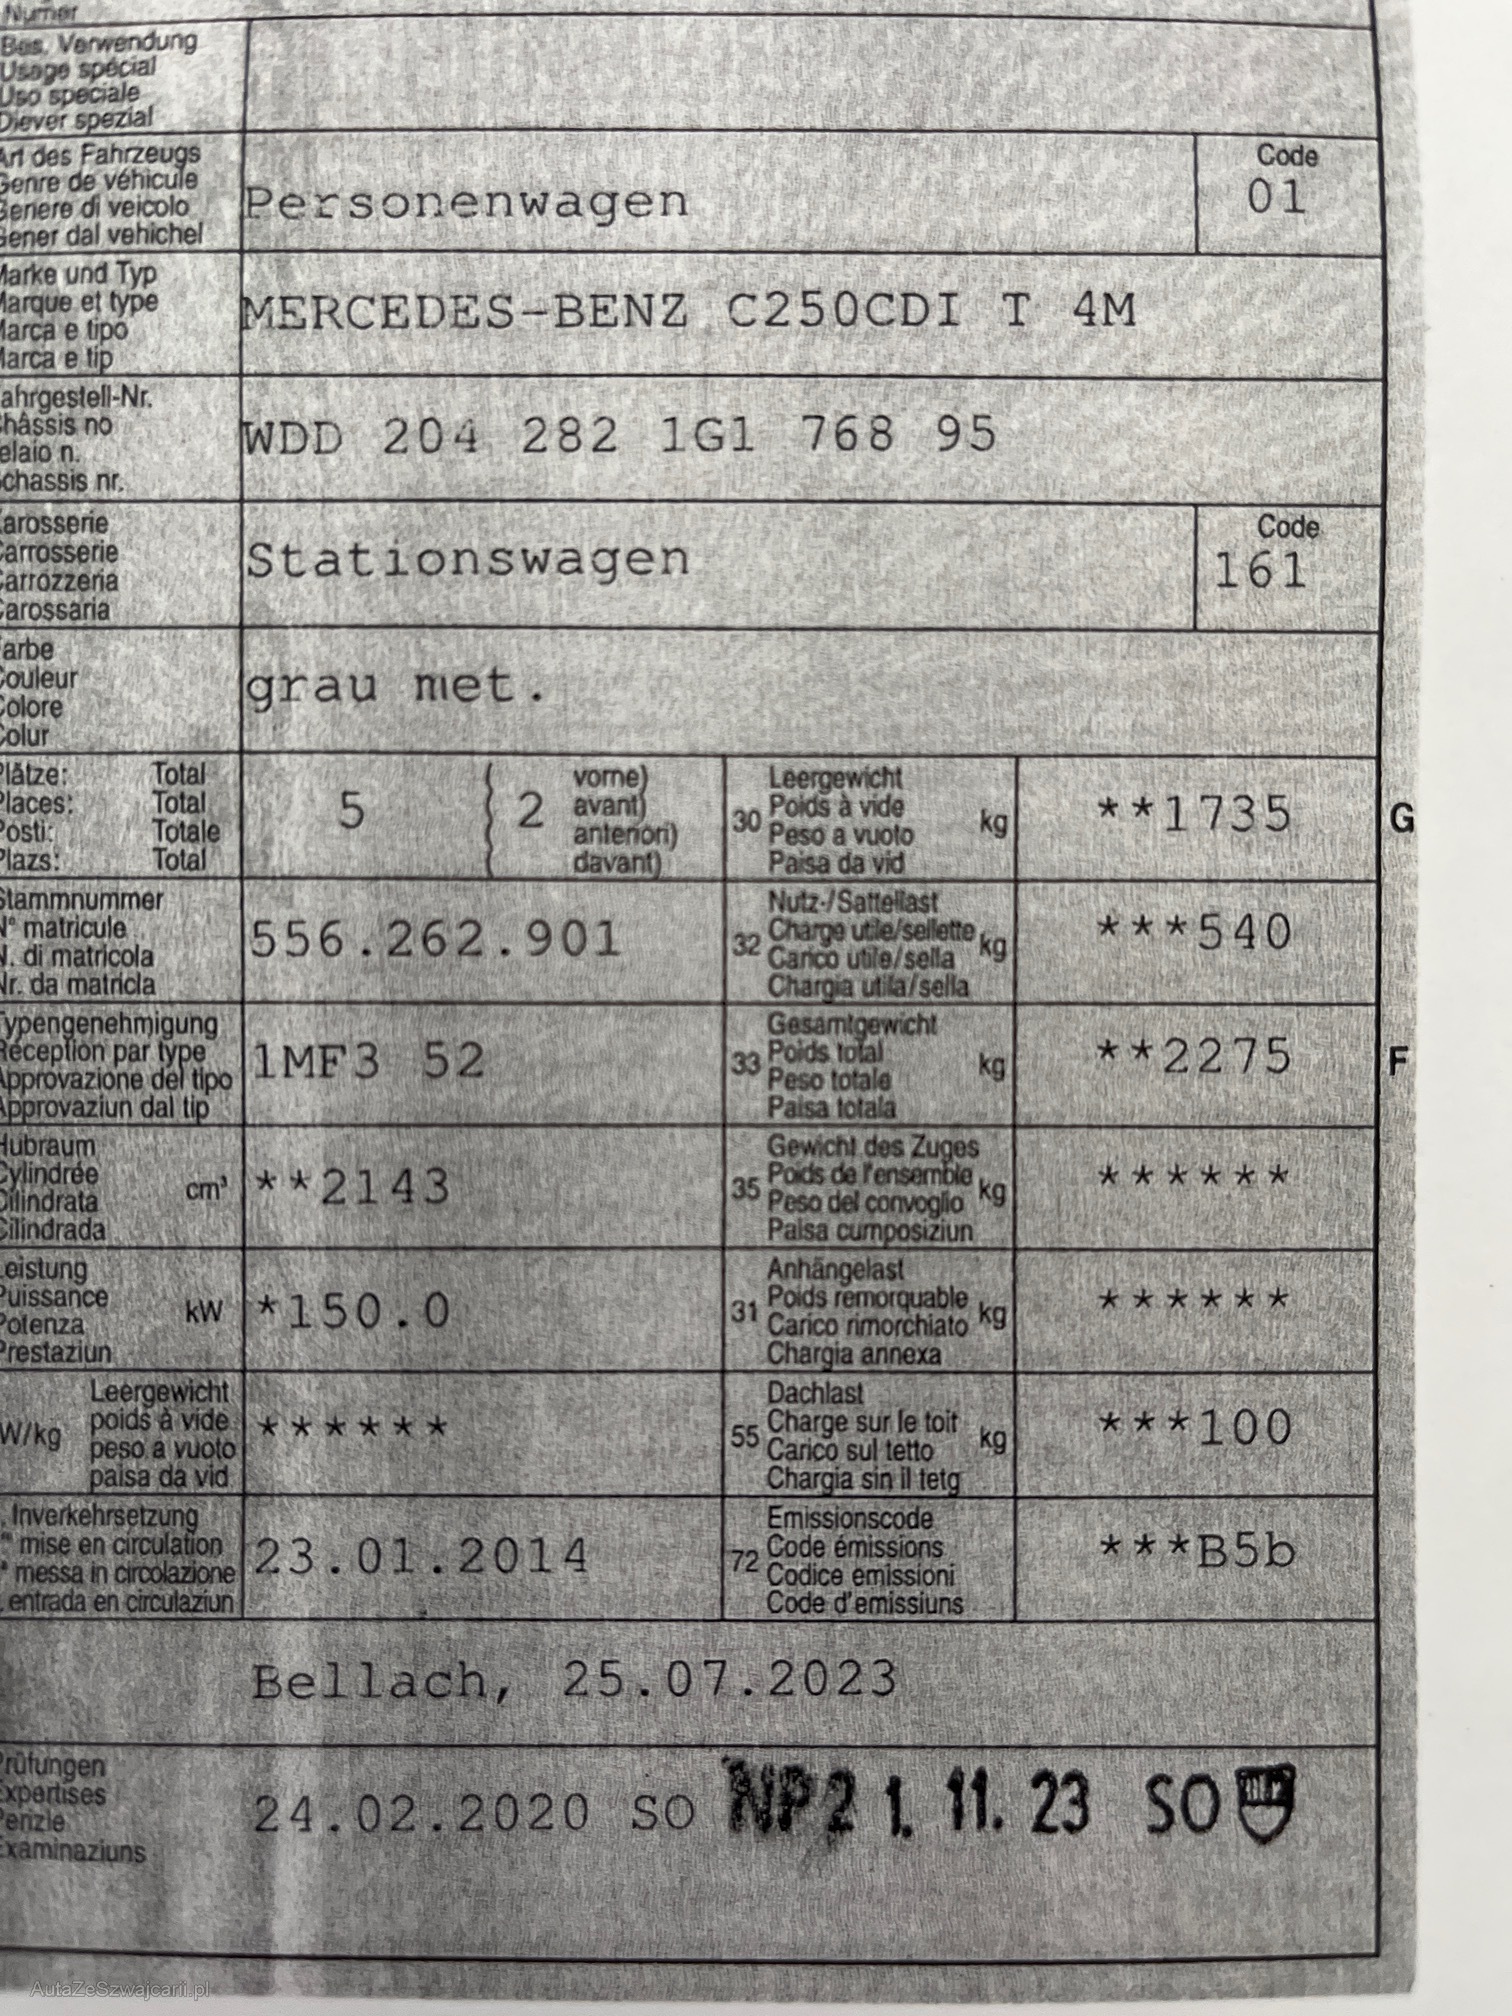 Numer
Bes. Verwendung
Usage spécial
Uso speciale
Diever spezial
Art des Fahrzeugs
Genre de véhicule
Genere di veicolo
Gener dal vehichel
Personenwagen
Code
01
Marke und Typ
Marque et type
Marca e tipo
Marca e tip
MERCEDES-BENZ C250CDI T 4M
ahrgestell-Nr.
Châssis no
elaio n.
chassis nr.
WDD 204 282 1G1 768 95
arosserie
Carrosserie
Carrozzeria
Carossaria
Stationswagen
Code
161
arbe
Couleur
Colore
Colur
grau met.
Plätze: Total
Places: Total
Posti: Totale
Plazs: Total
5 { 2
vorne)
avant)
anteriori)
davant)
30
Leergewicht
Poids à vide
Peso a vuoto
Paisa da vid
kg
**1735
G
Stammnummer
N° matricule
N. di matricola
Nr. da matricla
556.262.901
32
Nutz-/Sattellast
Charge utile/sellette
Carico utile/sella
Chargia utila/sella
kg
***540
Typengenehmigung
Réception par type
Approvazione del tipo
Approvaziun dal tip
1MF3 52
33
Gesamtgewicht
Poids total
Peso totale
Paisa totala
kg
**2275
F
Hubraum
Cylindrée
Cilindrata
Cilindrada
cm³
**2143
35
Gewicht des Zuges
Poids de l'ensemble
Peso del convoglio
Paisa cumposiziun
kg
******
Leistung
Puissance
Potenza
Prestaziun
kW
*150.0
31
Anhängelast
Poids remorquable
Carico rimorchiato
Chargia annexa
kg
******
W/kg
Leergewicht
poids à vide
peso a vuoto
paisa da vid
******
55
Dachlast
Charge sur le toit
Carico sul tetto
Chargia sin il tetg
kg
***100
. Inverkehrsetzung
mise en circulation
messa in circolazione
. entrada en circulaziun
23.01.2014
72
Emissionscode
Code émissions
Codice emissioni
Code d'emissiuns
***B5b
Bellach, 25.07.2023
Prüfungen
Expertises
Perizie
Examinaziuns
24.02.2020 SO NP 21. 11. 23 SO
AutaZeSzwajcarii.pl